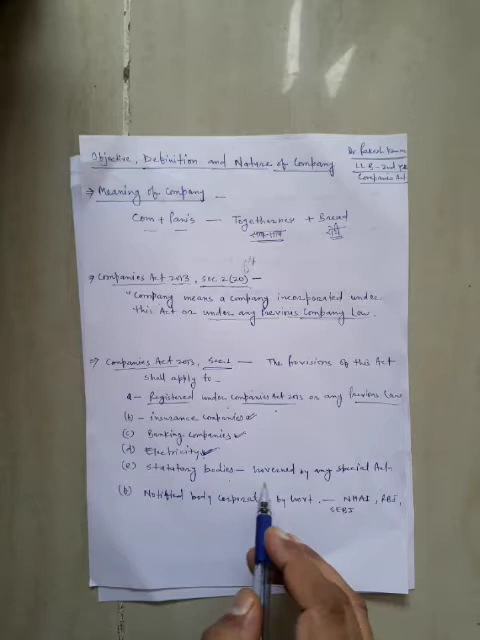 Objective, Definition and Nature of Company
Dr Rakesh Kumar
LLB - 2nd yr
Companies Act
→ Meaning of Company
Com + Panis — Togetherness + Bread
साथ-साथ रोटी
→ Companies Act 2013, Sec. 2(20) —
"Company means a company incorporated under
this Act or under any Previous Company Law.
→ Companies Act 2013, Sec. 1 — The Provisions of this Act
shall apply to -
a - Registered under Companies Act 2013 or any Previous Law
(b) - insurance companies ✓
(c) Banking Companies ✓
(d) Electricity ✓
(e) Statutory bodies - Governed by any special Act.
(f) Notified body by Govt. — NHAI, RBI,
SEBI